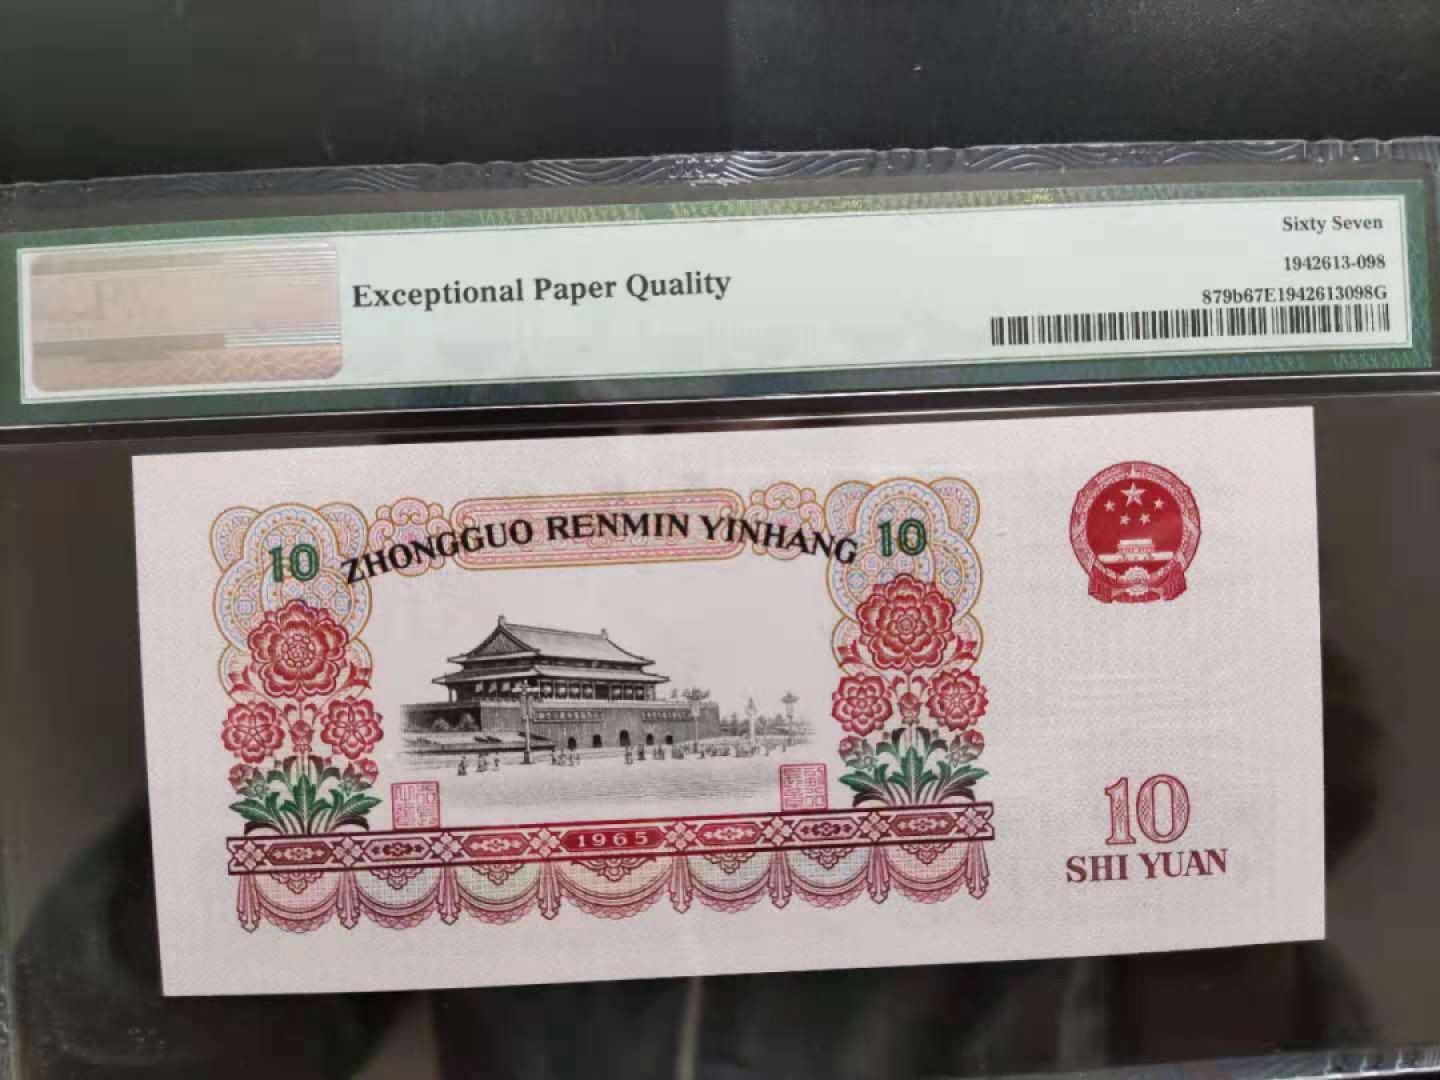 Sixty Seven
Exceptional Paper Quality
1942613-098
879b67E1942613098G
10 ZHONGGUO RENMIN YINHANG 10
1965
10
SHI YUAN